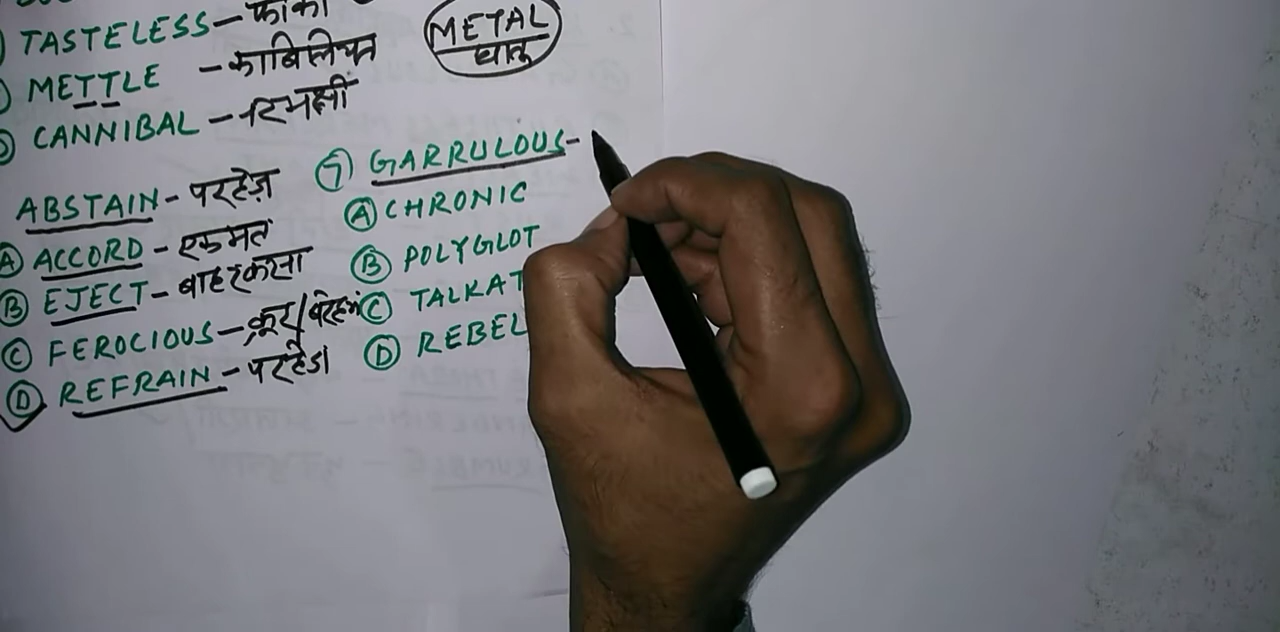 TASTELESS - फीका
METTLE - काबिलियत
CANNIBAL -
METAL
धातु
ABSTAIN - परहेज़
Ⓐ ACCORD - एकमत
Ⓑ EJECT - बाहर करना
Ⓒ FEROCIOUS - क्रूर/बेरहम
Ⓓ REFRAIN - परहेज
⑦ GARRULOUS -
Ⓐ CHRONIC
Ⓑ POLYGLOT
Ⓒ TALKAT
Ⓓ REBEL